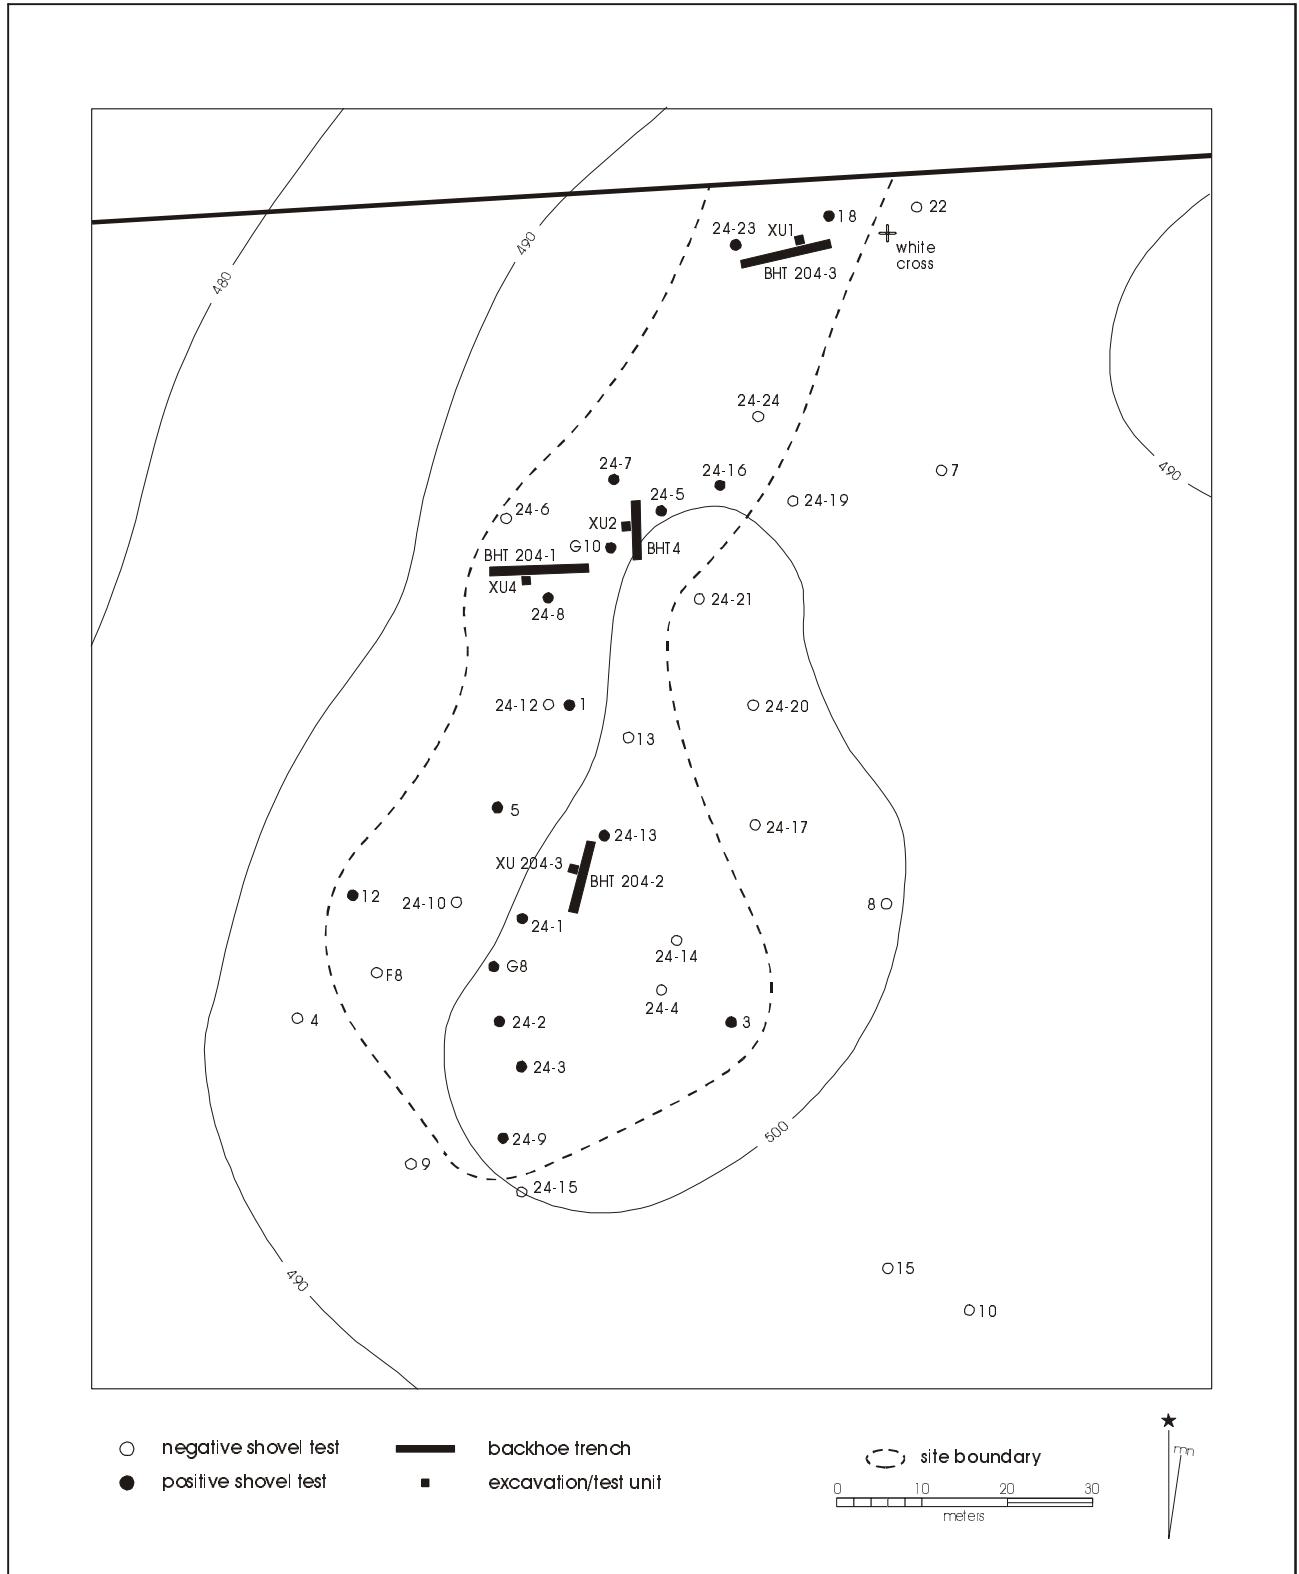 18
22
24-23
XU1
white
cross
BHT 204-3
490
480
24-24
24-7
24-16
7
490
24-5
24-19
24-6
XU2
G10
BHT4
BHT 204-1
XU4
24-8
24-21
24-12
1
24-20
13
5
24-13
24-17
XU 204-3
BHT 204-2
12
24-10
8
24-1
24-14
G8
F8
24-4
4
24-2
3
24-3
500
24-9
9
24-15
15
490
10
negative shovel test
backhoe trench
site boundary
mn
positive shovel test
excavation/test unit
0
10
20
30
meters